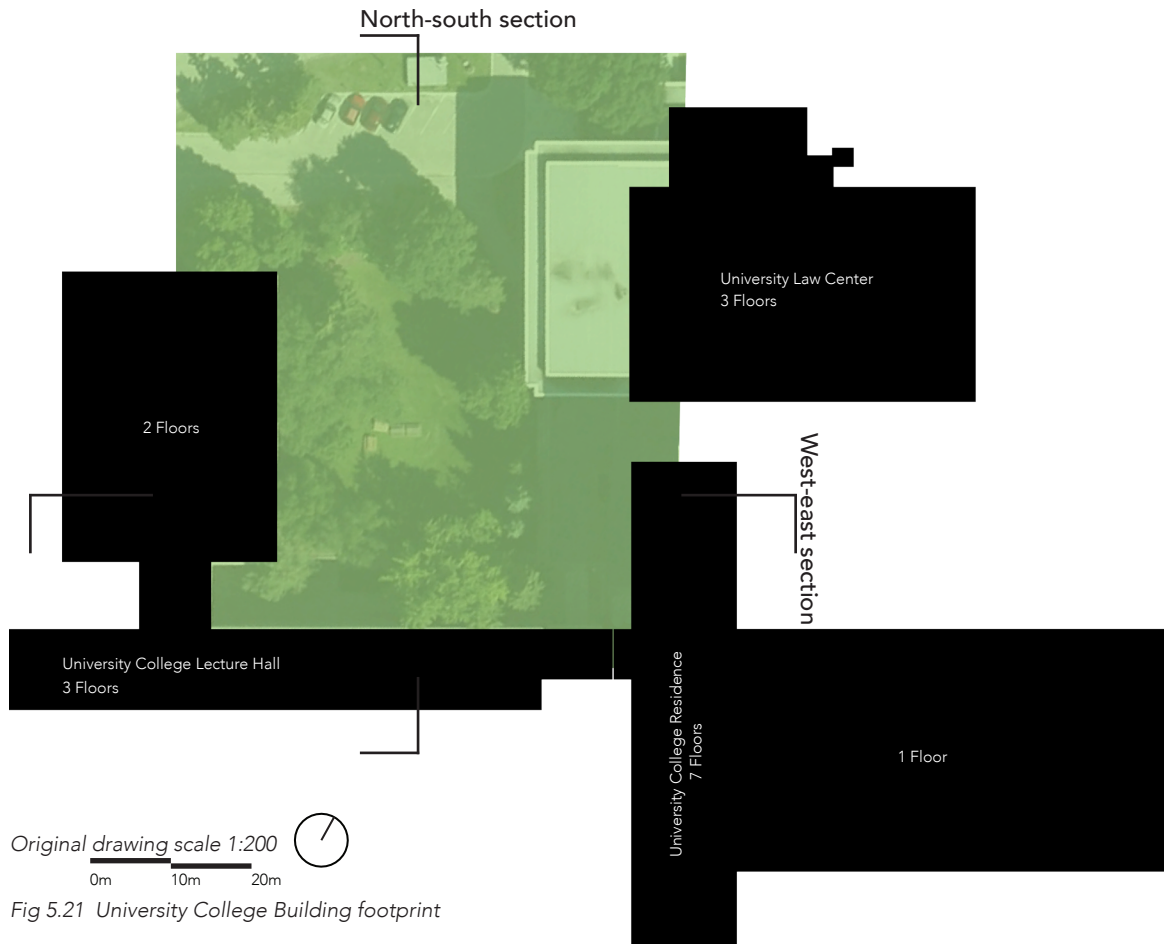 North-south section
University Law Center
3 Floors
2 Floors
West-east section
University College Lecture Hall
3 Floors
University College Residence
7 Floors
1 Floor
Original drawing scale 1:200
0m 10m 20m
Fig 5.21 University College Building footprint